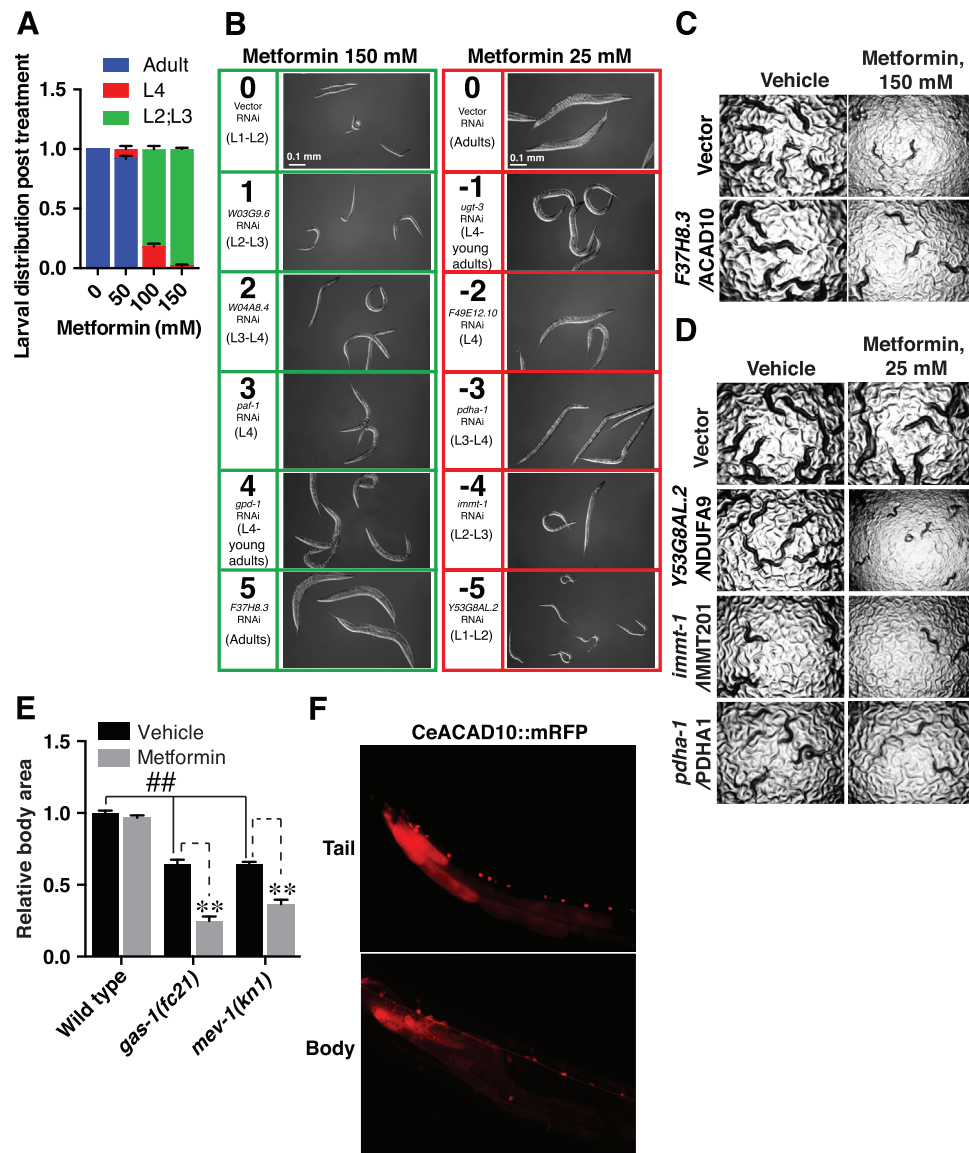 A
Adult
L4
L2;L3
Larval distribution post treatment
1.5
1.0
0.5
0.0
0
50
100
150
Metformin (mM)
B
Metformin 150 mM
0
Vector
RNAi
(L1-L2)
0.1 mm
1
W03G9.6
RNAi
(L2-L3)
2
W04A8.4
RNAi
(L3-L4)
3
paf-1
RNAi
(L4)
4
gpd-1
RNAi
(L4-
young
adults)
5
F37H8.3
RNAi
(Adults)
Metformin 25 mM
0
Vector
RNAi
(Adults)
0.1 mm
-1
ugt-3
RNAi
(L4-
young
adults)
-2
F49E12.10
RNAi
(L4)
-3
pdha-1
RNAi
(L3-L4)
-4
immt-1
RNAi
(L2-L3)
-5
Y53G8AL.2
RNAi
(L1-L2)
C
Vehicle
Metformin,
150 mM
Vector
F37H8.3
/ACAD10
D
Vehicle
Metformin,
25 mM
Vector
Y53G8AL.2
/NDUFA9
immt-1
/IMMT201
pdha-1
/PDHA1
E
Vehicle
Metformin
Relative body area
1.5
1.0
0.5
0.0
##
**
**
Wild type
gas-1(fc21)
mev-1(kn1)
F
CeACAD10::mRFP
Tail
Body